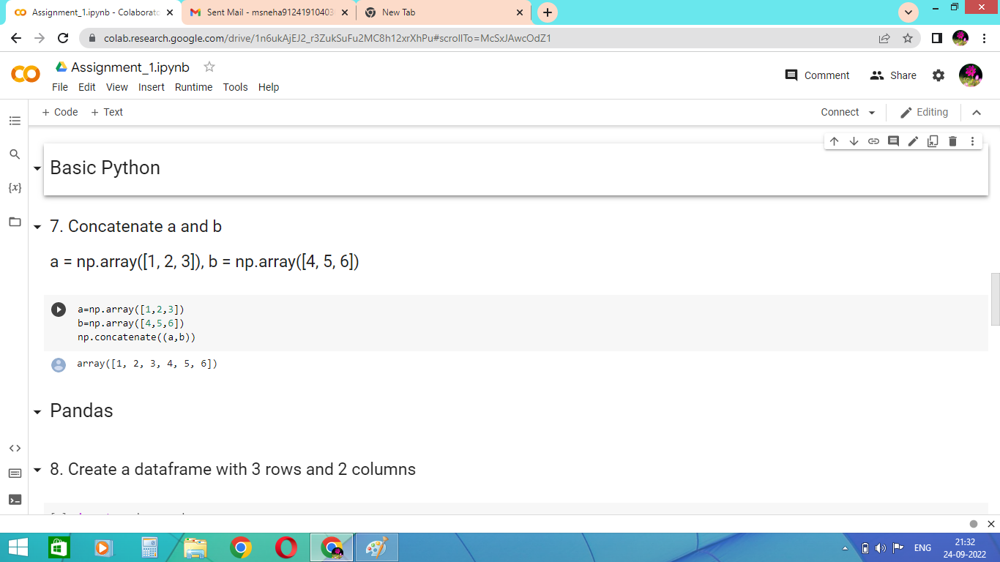 Assignment_1.ipynb - Colaborato
Sent Mail - msneha91241910403
New Tab
colab.research.google.com/drive/1n6ukAjEJ2_r3ZukSuFu2MC8h12xrXhPu#scrollTo=McSxJAwcOdZ1
Assignment_1.ipynb
Comment
Share
File Edit View Insert Runtime Tools Help
+ Code + Text
Connect
Editing
Basic Python
{x}
7. Concatenate a and b
a = np.array([1, 2, 3]), b = np.array([4, 5, 6])
a=np.array([1,2,3])
b=np.array([4,5,6])
np.concatenate((a,b))
array([1, 2, 3, 4, 5, 6])
Pandas
8. Create a dataframe with 3 rows and 2 columns
ENG
21:32
24-09-2022